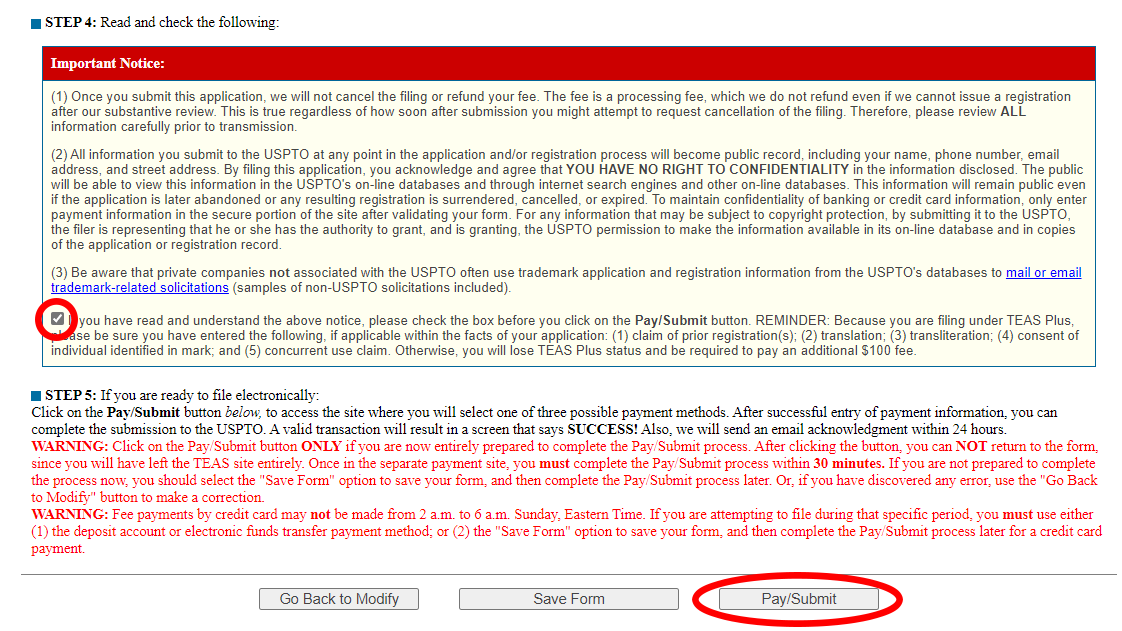 STEP 4: Read and check the following:
Important Notice:
(1) Once you submit this application, we will not cancel the filing or refund your fee. The fee is a processing fee, which we do not refund even if we cannot issue a registration
after our substantive review. This is true regardless of how soon after submission you might attempt to request cancellation of the filing. Therefore, please review ALL
information carefully prior to transmission.
(2) All information you submit to the USPTO at any point in the application and/or registration process will become public record, including your name, phone number, email
address, and street address. By filing this application, you acknowledge and agree that YOU HAVE NO RIGHT TO CONFIDENTIALITY in the information disclosed. The public
will be able to view this information in the USPTO's on-line databases and through internet search engines and other on-line databases. This information will remain public even
if the application is later abandoned or any resulting registration is surrendered, cancelled, or expired. To maintain confidentiality of banking or credit card information, only enter
payment information in the secure portion of the site after validating your form. For any information that may be subject to copyright protection, by submitting it to the USPTO,
the filer is representing that he or she has the authority to grant, and is granting, the USPTO permission to make the information available in its on-line database and in copies
of the application or registration record.
(3) Be aware that private companies not associated with the USPTO often use trademark application and registration information from the USPTO's databases to mail or email
trademark-related solicitations (samples of non-USPTO solicitations included).
you have read and understand the above notice, please check the box before you click on the Pay/Submit button. REMINDER: Because you are filing under TEAS Plus,
be sure you have entered the following, if applicable within the facts of your application: (1) claim of prior registration(s); (2) translation; (3) transliteration; (4) consent of
individual identified in mark; and (5) concurrent use claim. Otherwise, you will lose TEAS Plus status and be required to pay an additional $100 fee.
STEP 5: If you are ready to file electronically:
Click on the Pay/Submit button below, to access the site where you will select one of three possible payment methods. After successful entry of payment information, you can
complete the submission to the USPTO. A valid transaction will result in a screen that says SUCCESS! Also, we will send an email acknowledgment within 24 hours.
WARNING: Click on the Pay/Submit button ONLY if you are now entirely prepared to complete the Pay/Submit process. After clicking the button, you can NOT return to the form,
since you will have left the TEAS site entirely. Once in the separate payment site, you must complete the Pay/Submit process within 30 minutes. If you are not prepared to complete
the process now, you should select the "Save Form" option to save your form, and then complete the Pay/Submit process later. Or, if you have discovered any error, use the "Go Back
to Modify" button to make a correction.
WARNING: Fee payments by credit card may not be made from 2 a.m. to 6 a.m. Sunday, Eastern Time. If you are attempting to file during that specific period, you must use either
(1) the deposit account or electronic funds transfer payment method; or (2) the "Save Form" option to save your form, and then complete the Pay/Submit process later for a credit card
payment.
Go Back to Modify
Save Form
Pay/Submit